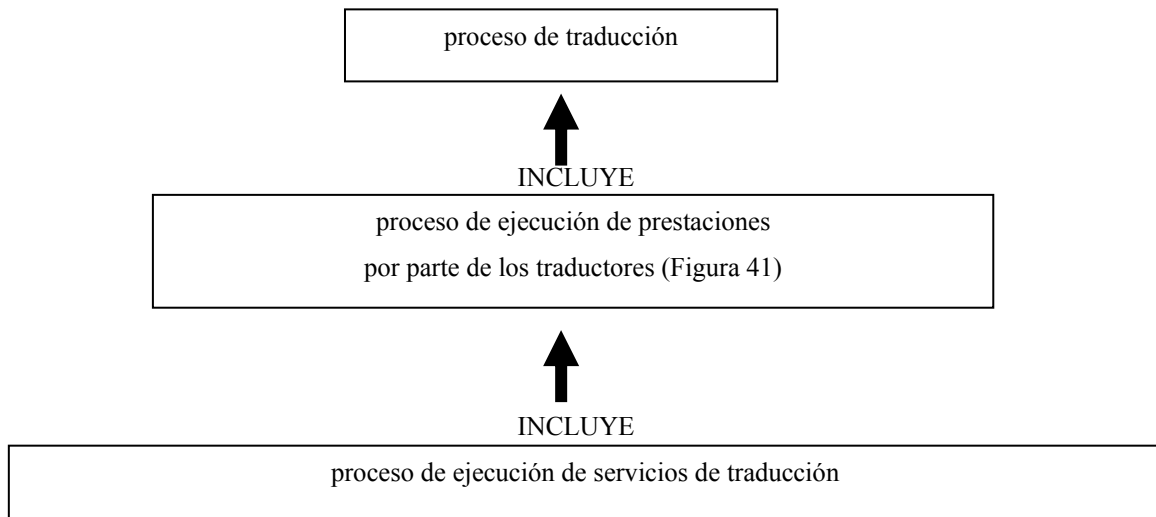 proceso de traducción
INCLUYE
proceso de ejecución de prestaciones
por parte de los traductores (Figura 41)
INCLUYE
proceso de ejecución de servicios de traducción